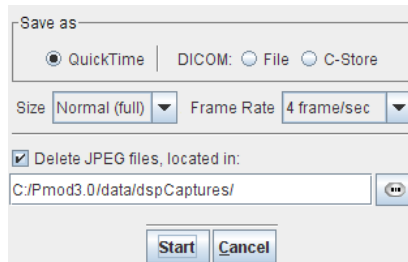 Save as
QuickTime DICOM: File C-Store
Size Normal (full) Frame Rate 4 frame/sec
Delete JPEG files, located in:
C:/Pmod3.0/data/dspCaptures/
Start Cancel